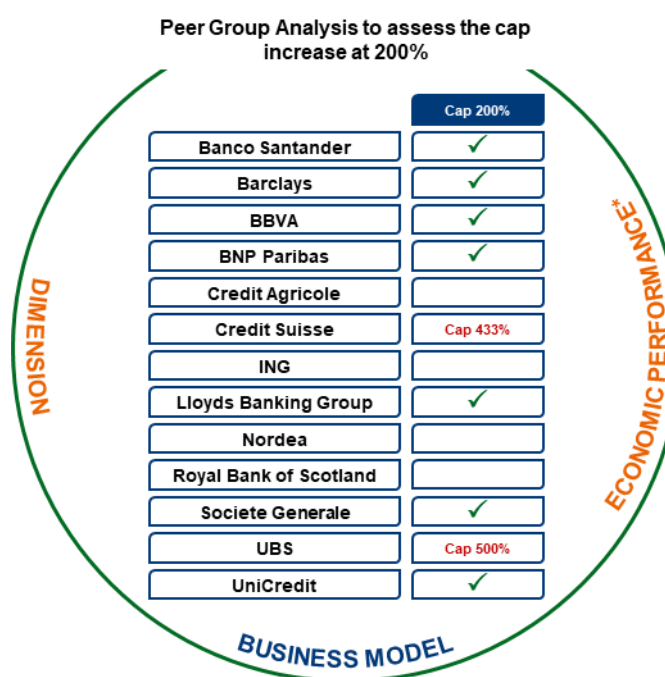 Peer Group Analysis to assess the cap
increase at 200%
Cap 200%
Banco Santander ✓
Barclays ✓
BBVA ✓
BNP Paribas ✓
Credit Agricole
Credit Suisse Cap 433%
ING
Lloyds Banking Group ✓
Nordea
Royal Bank of Scotland
Societe Generale ✓
UBS Cap 500%
UniCredit ✓
DIMENSION
ECONOMIC PERFORMANCE*
BUSINESS MODEL